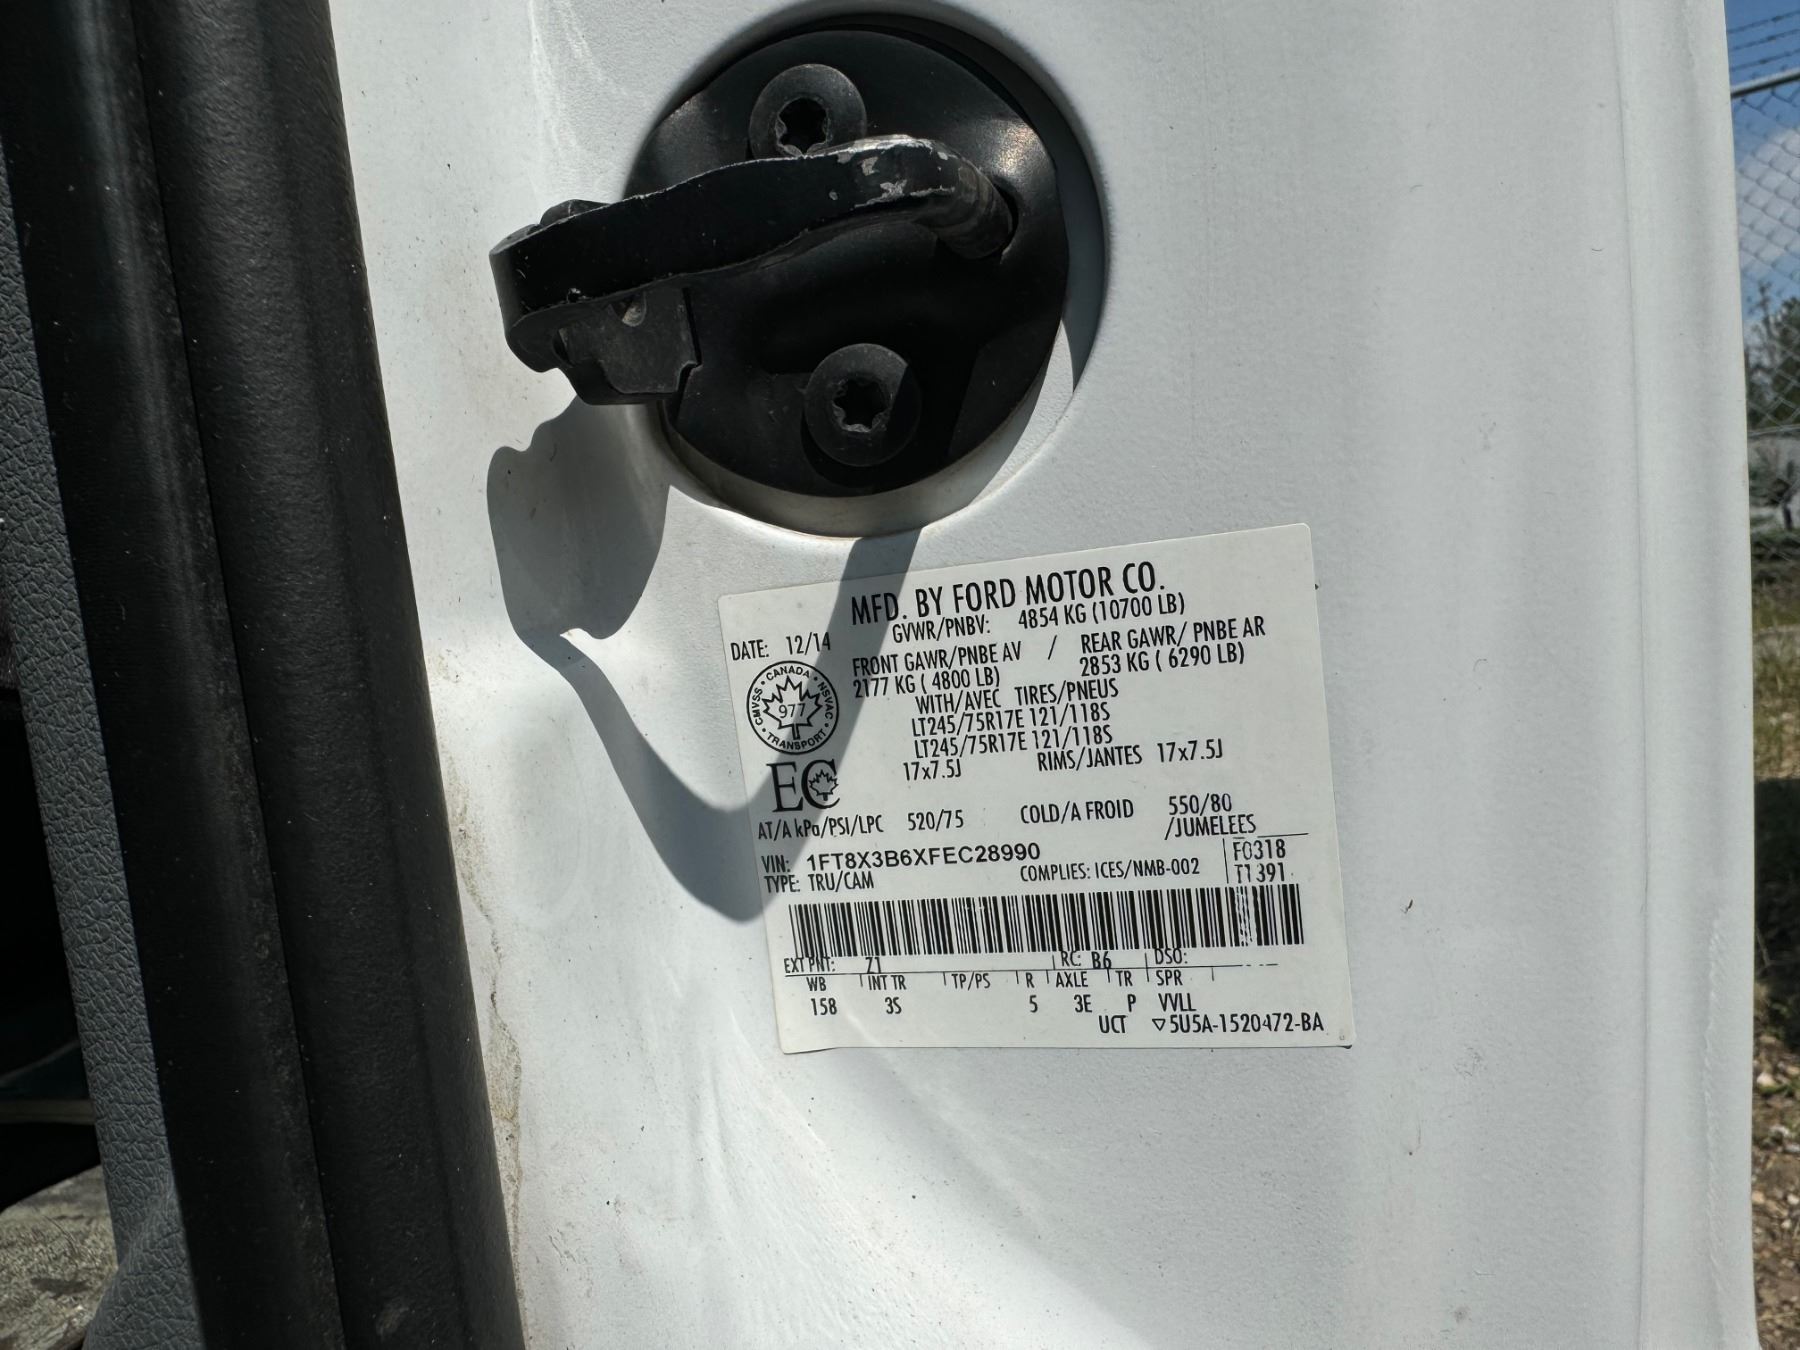 MFD. BY FORD MOTOR CO.
DATE: 12/14
GVWR/PNBV: 4854 KG (10700 LB)
FRONT GAWR/PNBE AV / REAR GAWR/ PNBE AR
2177 KG ( 4800 LB) 2853 KG ( 6290 LB)
WITH/AVEC TIRES/PNEUS
LT245/75R17E 121/118S
LT245/75R17E 121/118S
17x7.5J RIMS/JANTES 17x7.5J
CANADA • NSVAC • TRANSPORT • CMVSS •
977
EC
AT/A kPa/PSI/LPC 520/75 COLD/A FROID 550/80
/JUMELEES
VIN: 1FT8X3B6XFEC28990 F0318
TYPE: TRU/CAM COMPLIES: ICES/NMB-002 T1391
EXT PNT: Z1 RC: B6 DSO:
WB INT TR TP/PS R AXLE TR SPR
158 3S 5 3E P VVLL
UCT ▽5U5A-1520472-BA